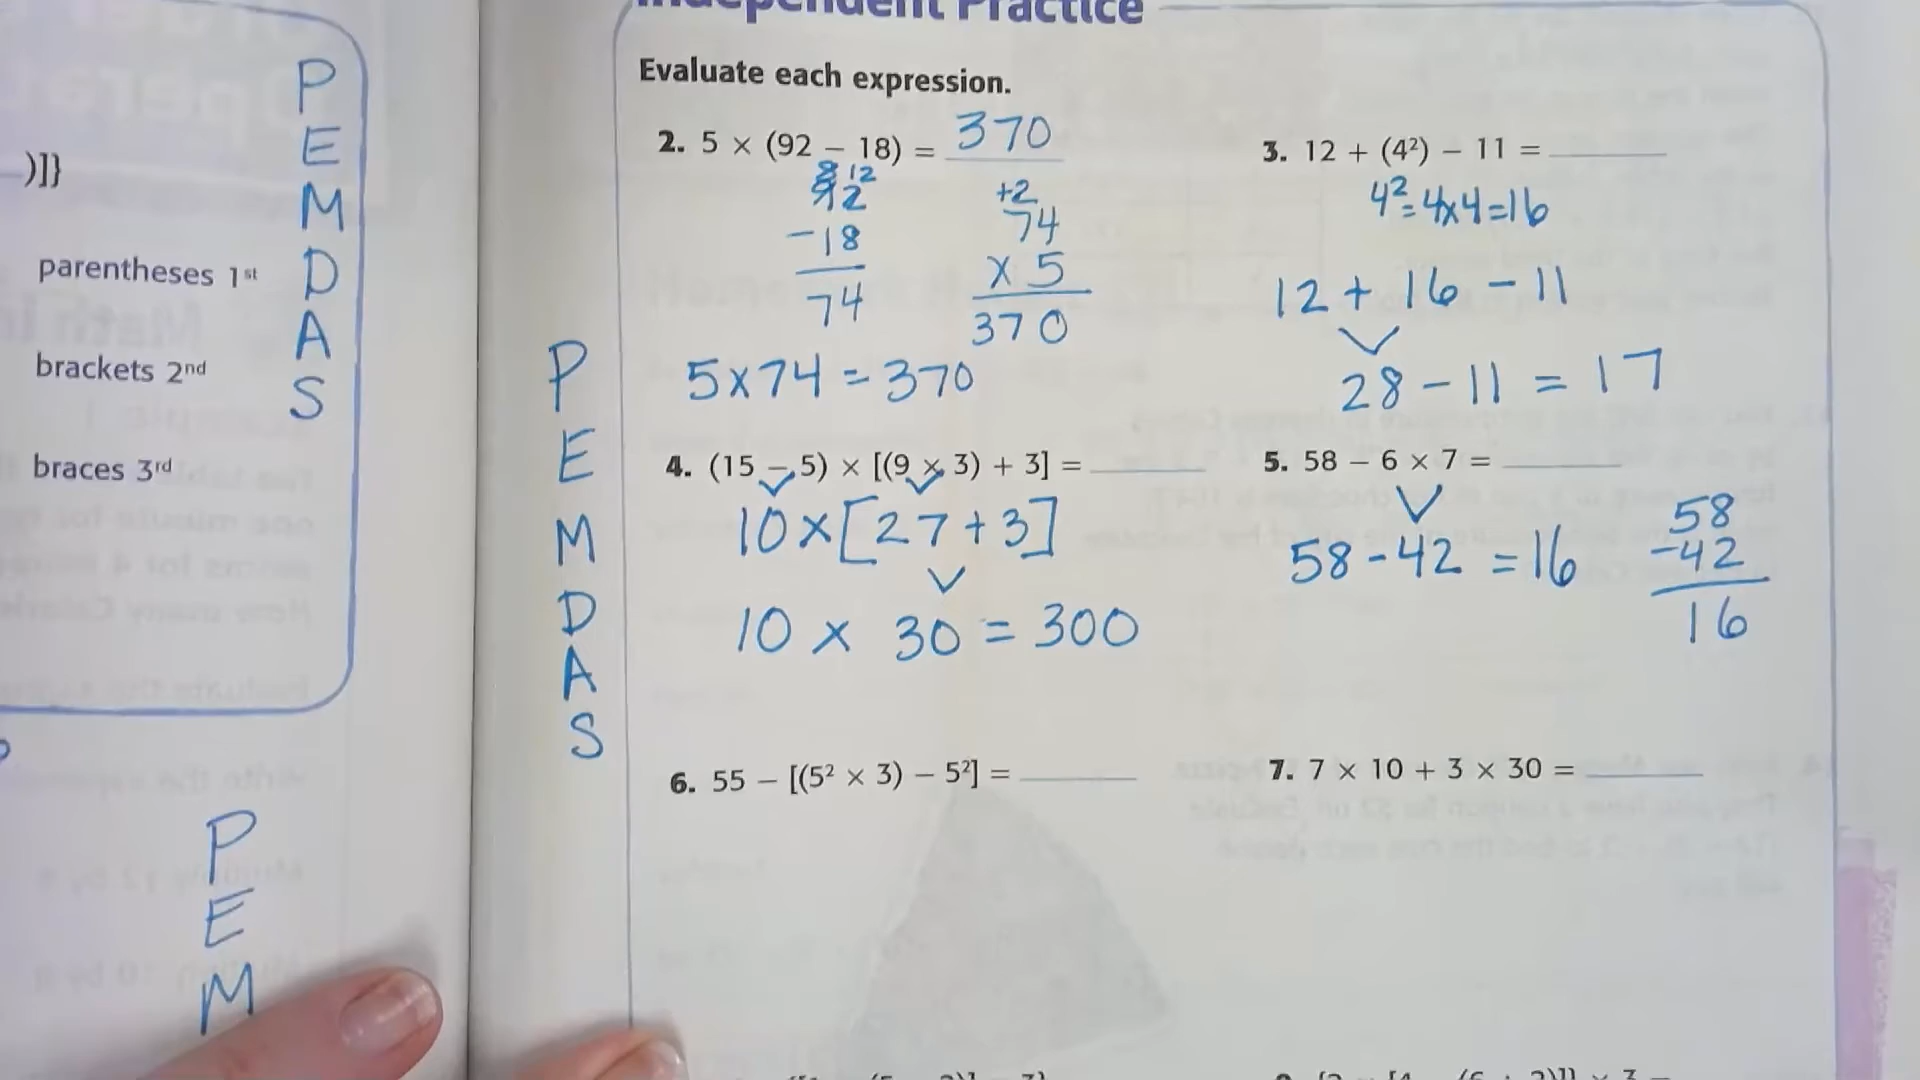 Independent Practice
Evaluate each expression.
2. 5 × (92 − 18) = 370
8 12
92
−18
74
+2
74
× 5
370
5×74=370
3. 12 + (4²) − 11 =
4²=4×4=16
12 + 16 − 11
28 − 11 = 17
4. (15 − 5) × [(9 × 3) + 3] =
10×[27+3]
10 × 30 = 300
5. 58 − 6 × 7 =
58-42 = 16
58
-42
16
6. 55 − [(5² × 3) − 5²] =
7. 7 × 10 + 3 × 30 =
)]}
parentheses 1st
brackets 2nd
braces 3rd
P
E
M
D
A
S
P
E
M
D
A
S
P
E
M